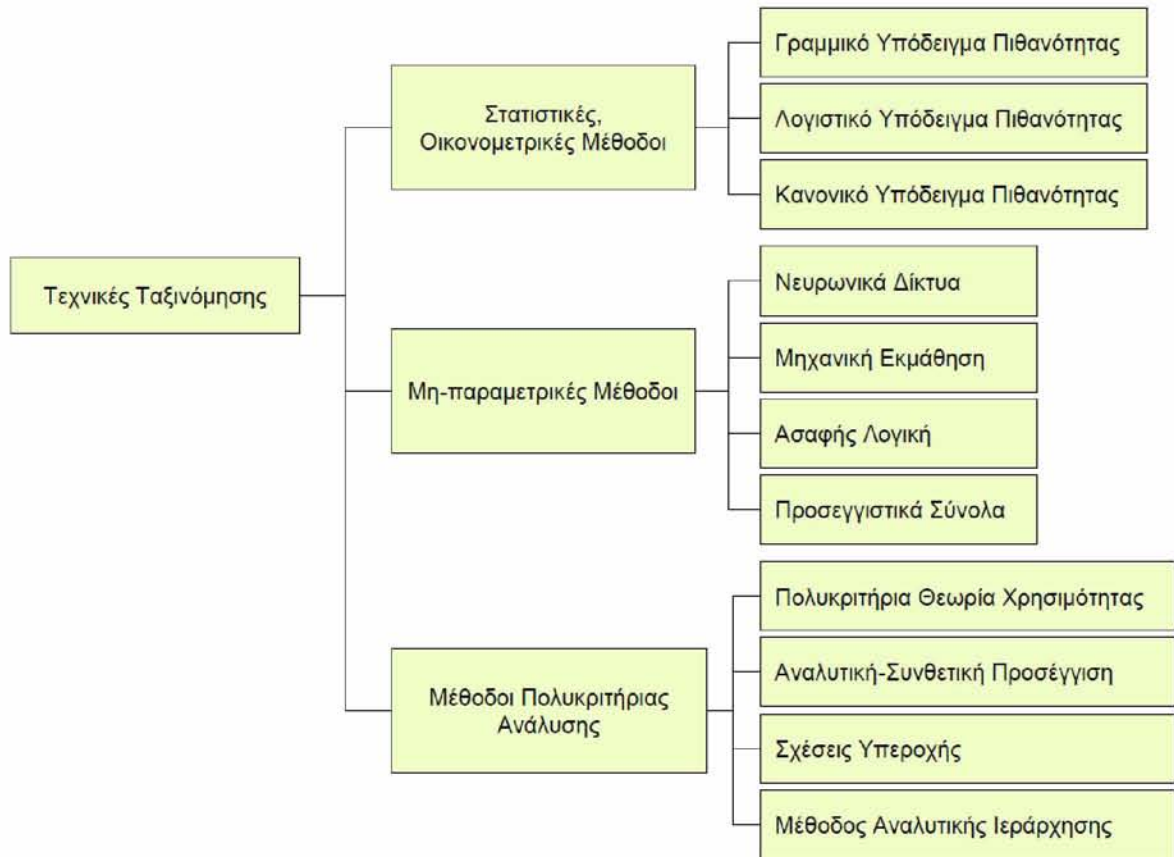 Τεχνικές Ταξινόμησης
Στατιστικές,
Οικονομετρικές Μέθοδοι
Γραμμικό Υπόδειγμα Πιθανότητας
Λογιστικό Υπόδειγμα Πιθανότητας
Κανονικό Υπόδειγμα Πιθανότητας
Μη-παραμετρικές Μέθοδοι
Νευρωνικά Δίκτυα
Μηχανική Εκμάθηση
Ασαφής Λογική
Προσεγγιστικά Σύνολα
Μέθοδοι Πολυκριτήριας
Ανάλυσης
Πολυκριτήρια Θεωρία Χρησιμότητας
Αναλυτική-Συνθετική Προσέγγιση
Σχέσεις Υπεροχής
Μέθοδος Αναλυτικής Ιεράρχησης